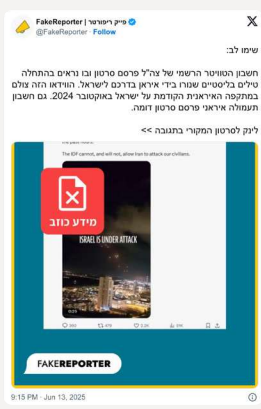 פייק ריפורטר | FakeReporter
@FakeReporter · Follow
שימו לב:
חשבון הטוויטר הרשמי של צה"ל פרסם סרטון ובו נראים בהתחלה
טילים בליסטיים שנורו בידי איראן בדרכם לישראל. הווידאו הזה צולם
במתקפה האיראנית הקודמת על ישראל באוקטובר 2024. גם חשבון
תעמולה איראני פרסם סרטון דומה.
לינק לסרטון המקורי בתגובה >>
The IDF cannot, and will not, allow Iran to attack our civilians.
מידע כוזב
ISRAEL IS UNDER ATTACK
FAKEREPORTER
9:15 PM · Jun 13, 2025